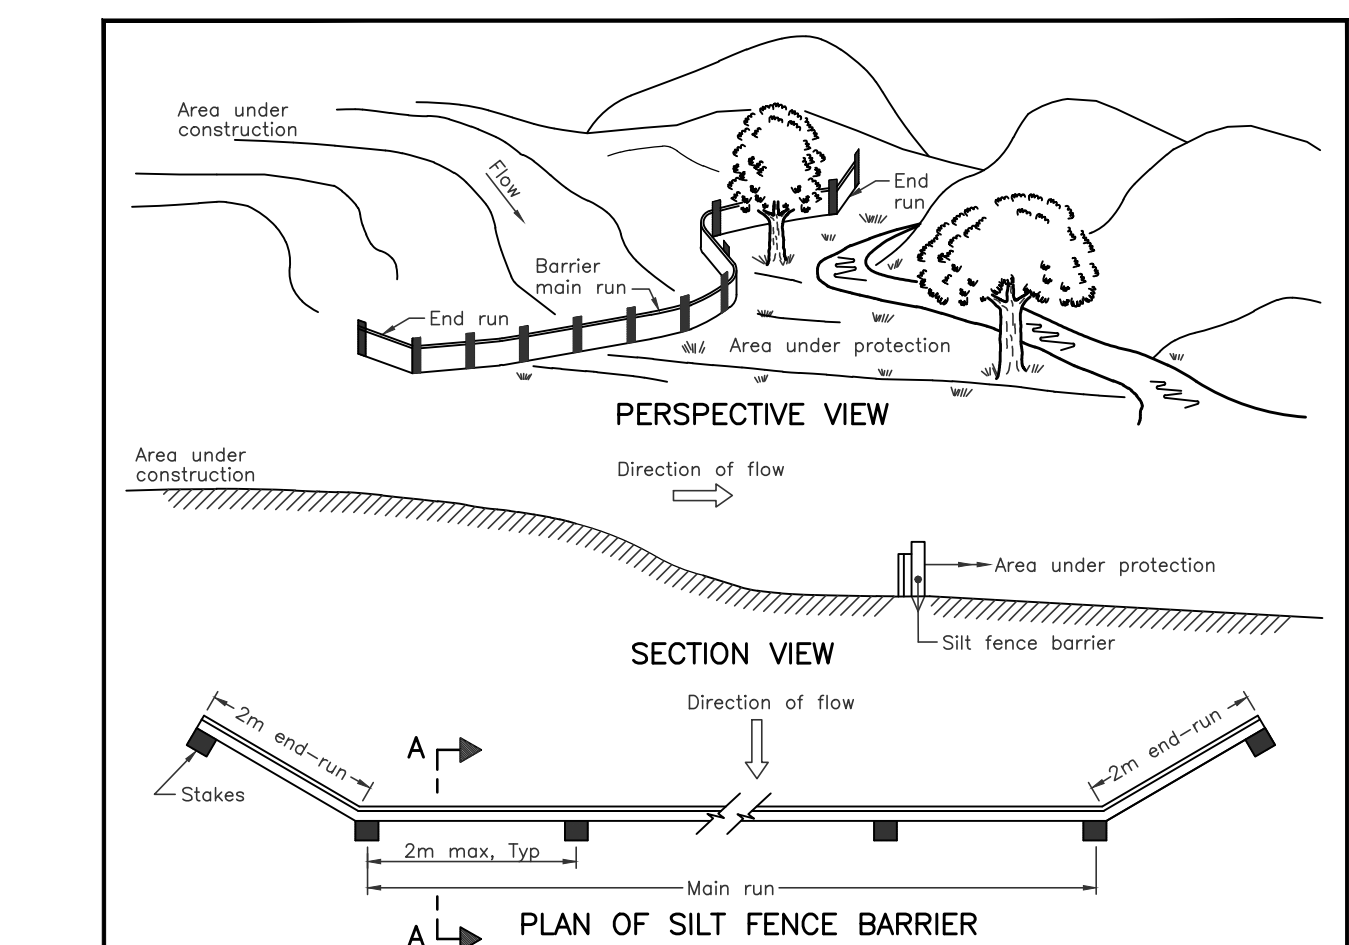 Area under
construction
Flow
End
run
Barrier
main run
End run
Area under protection
PERSPECTIVE VIEW
Area under
construction
Direction of flow
Area under protection
Silt fence barrier
SECTION VIEW
Direction of flow
2m end-run
2m end-run
A
Stakes
2m max, Typ
Main run
A
PLAN OF SILT FENCE BARRIER